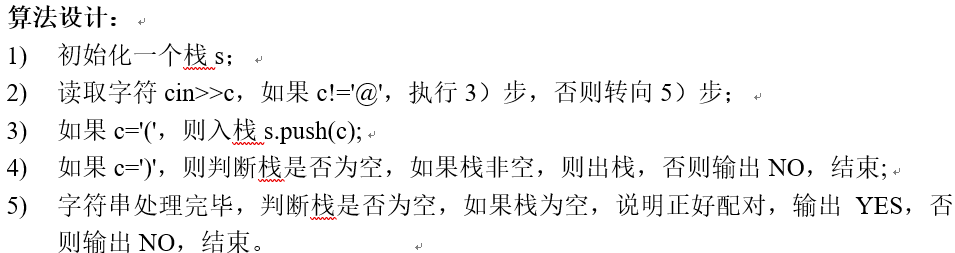 算法设计：
1) 初始化一个栈 s；
2) 读取字符 cin>>c，如果 c!='@'，执行 3）步，否则转向 5）步；
3) 如果 c='('，则入栈 s.push(c);
4) 如果 c=')'，则判断栈是否为空，如果栈非空，则出栈，否则输出 NO，结束;
5) 字符串处理完毕，判断栈是否为空，如果栈为空，说明正好配对，输出 YES，否
则输出 NO，结束。